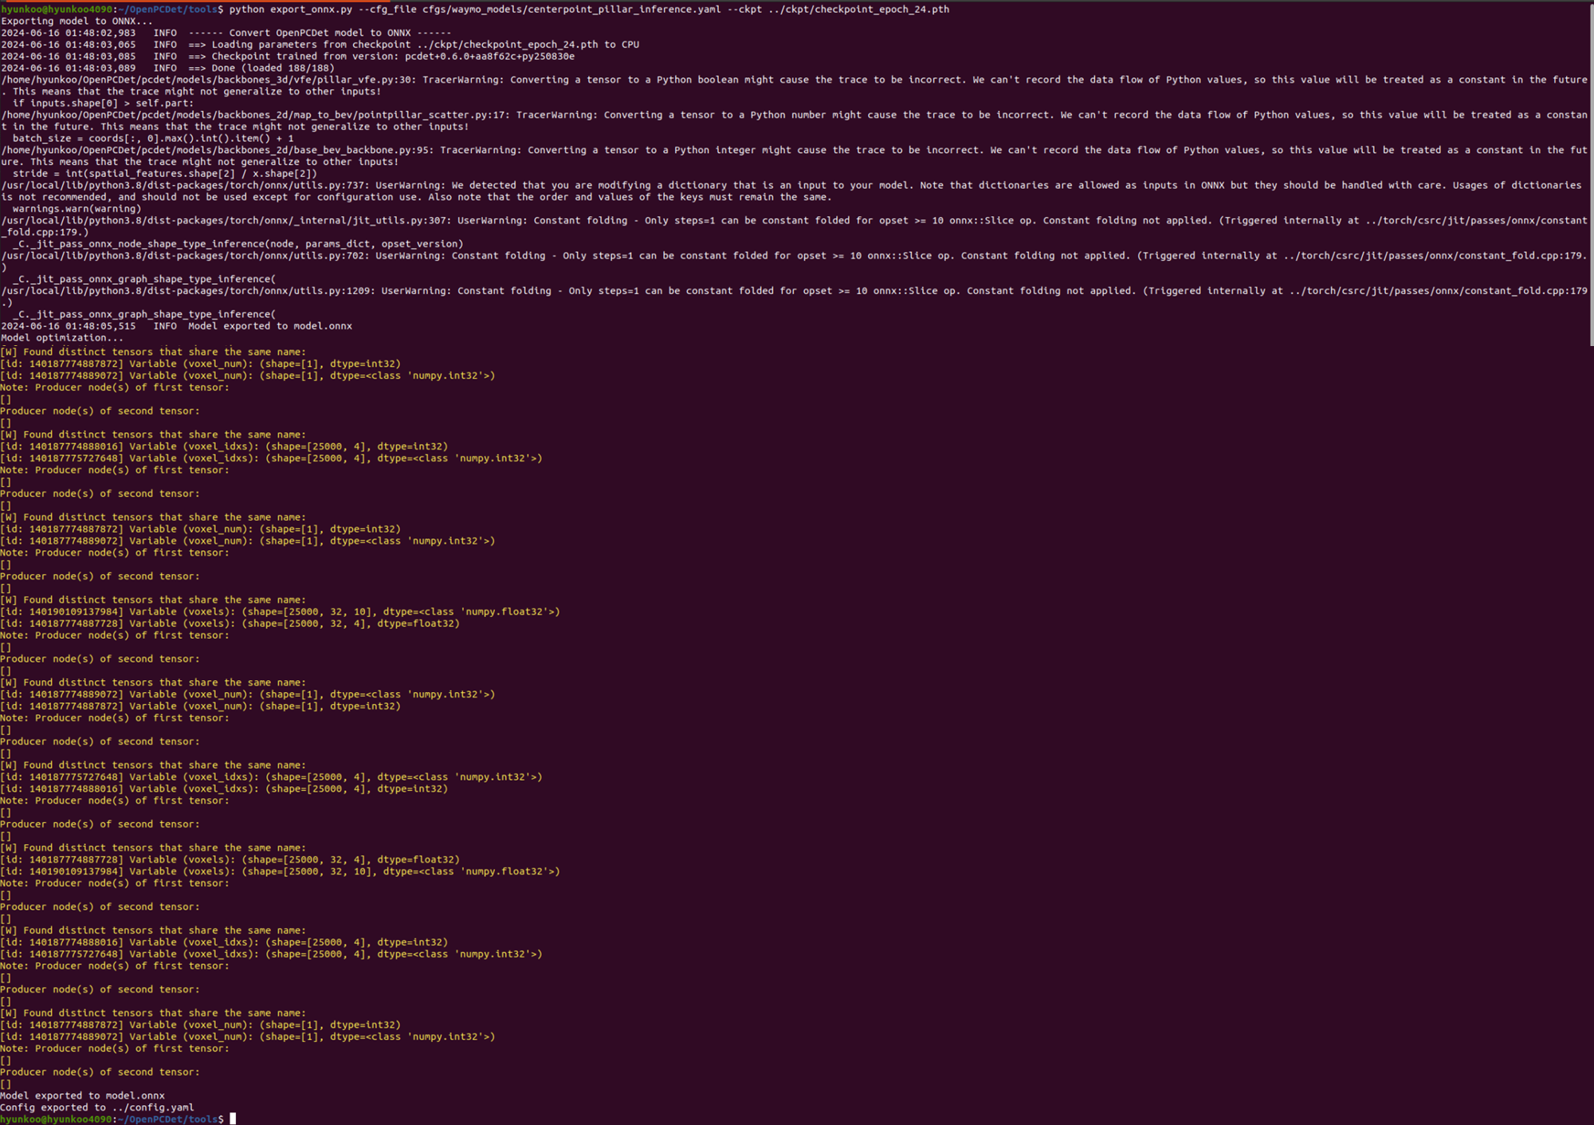 hyunkoo@hyunkoo4090:~/OpenPCDet/tools$ python export_onnx.py --cfg_file cfgs/waymo_models/centerpoint_pillar_inference.yaml --ckpt ../ckpt/checkpoint_epoch_24.pth
Exporting model to ONNX...
2024-06-16 01:48:02,983   INFO  ------ Convert OpenPCDet model to ONNX ------
2024-06-16 01:48:03,065   INFO  ==> Loading parameters from checkpoint ../ckpt/checkpoint_epoch_24.pth to CPU
2024-06-16 01:48:03,085   INFO  ==> Checkpoint trained from version: pcdet+0.6.0+aa8f62c+py250830e
2024-06-16 01:48:03,089   INFO  ==> Done (loaded 188/188)
/home/hyunkoo/OpenPCDet/pcdet/models/backbones_3d/vfe/pillar_vfe.py:30: TracerWarning: Converting a tensor to a Python boolean might cause the trace to be incorrect. We can't record the data flow of Python values, so this value will be treated as a constant in the future
. This means that the trace might not generalize to other inputs!
  if inputs.shape[0] > self.part:
/home/hyunkoo/OpenPCDet/pcdet/models/backbones_2d/map_to_bev/pointpillar_scatter.py:17: TracerWarning: Converting a tensor to a Python number might cause the trace to be incorrect. We can't record the data flow of Python values, so this value will be treated as a constan
t in the future. This means that the trace might not generalize to other inputs!
  batch_size = coords[:, 0].max().int().item() + 1
/home/hyunkoo/OpenPCDet/pcdet/models/backbones_2d/base_bev_backbone.py:95: TracerWarning: Converting a tensor to a Python integer might cause the trace to be incorrect. We can't record the data flow of Python values, so this value will be treated as a constant in the fut
ure. This means that the trace might not generalize to other inputs!
  stride = int(spatial_features.shape[2] / x.shape[2])
/usr/local/lib/python3.8/dist-packages/torch/onnx/utils.py:737: UserWarning: We detected that you are modifying a dictionary that is an input to your model. Note that dictionaries are allowed as inputs in ONNX but they should be handled with care. Usages of dictionaries
is not recommended, and should not be used except for configuration use. Also note that the order and values of the keys must remain the same.
  warnings.warn(warning)
/usr/local/lib/python3.8/dist-packages/torch/onnx/_internal/jit_utils.py:307: UserWarning: Constant folding - Only steps=1 can be constant folded for opset >= 10 onnx::Slice op. Constant folding not applied. (Triggered internally at ../torch/csrc/jit/passes/onnx/constant
_fold.cpp:179.)
  _C._jit_pass_onnx_node_shape_type_inference(node, params_dict, opset_version)
/usr/local/lib/python3.8/dist-packages/torch/onnx/utils.py:702: UserWarning: Constant folding - Only steps=1 can be constant folded for opset >= 10 onnx::Slice op. Constant folding not applied. (Triggered internally at ../torch/csrc/jit/passes/onnx/constant_fold.cpp:179.
)
  _C._jit_pass_onnx_graph_shape_type_inference(
/usr/local/lib/python3.8/dist-packages/torch/onnx/utils.py:1209: UserWarning: Constant folding - Only steps=1 can be constant folded for opset >= 10 onnx::Slice op. Constant folding not applied. (Triggered internally at ../torch/csrc/jit/passes/onnx/constant_fold.cpp:179
.)
  _C._jit_pass_onnx_graph_shape_type_inference(
2024-06-16 01:48:05,515   INFO  Model exported to model.onnx
Model optimization...
[W] Found distinct tensors that share the same name:
[id: 140187774887872] Variable (voxel_num): (shape=[1], dtype=int32)
[id: 140187774889072] Variable (voxel_num): (shape=[1], dtype=<class 'numpy.int32'>)
Note: Producer node(s) of first tensor:
[]
Producer node(s) of second tensor:
[]
[W] Found distinct tensors that share the same name:
[id: 140187774888016] Variable (voxel_idxs): (shape=[25000, 4], dtype=int32)
[id: 140187775727648] Variable (voxel_idxs): (shape=[25000, 4], dtype=<class 'numpy.int32'>)
Note: Producer node(s) of first tensor:
[]
Producer node(s) of second tensor:
[]
[W] Found distinct tensors that share the same name:
[id: 140187774887872] Variable (voxel_num): (shape=[1], dtype=int32)
[id: 140187774889072] Variable (voxel_num): (shape=[1], dtype=<class 'numpy.int32'>)
Note: Producer node(s) of first tensor:
[]
Producer node(s) of second tensor:
[]
[W] Found distinct tensors that share the same name:
[id: 140190109137984] Variable (voxels): (shape=[25000, 32, 10], dtype=<class 'numpy.float32'>)
[id: 140187774887728] Variable (voxels): (shape=[25000, 32, 4], dtype=float32)
Note: Producer node(s) of first tensor:
[]
Producer node(s) of second tensor:
[]
[W] Found distinct tensors that share the same name:
[id: 140187774889072] Variable (voxel_num): (shape=[1], dtype=<class 'numpy.int32'>)
[id: 140187774887872] Variable (voxel_num): (shape=[1], dtype=int32)
Note: Producer node(s) of first tensor:
[]
Producer node(s) of second tensor:
[]
[W] Found distinct tensors that share the same name:
[id: 140187775727648] Variable (voxel_idxs): (shape=[25000, 4], dtype=<class 'numpy.int32'>)
[id: 140187774888016] Variable (voxel_idxs): (shape=[25000, 4], dtype=int32)
Note: Producer node(s) of first tensor:
[]
Producer node(s) of second tensor:
[]
[W] Found distinct tensors that share the same name:
[id: 140187774887728] Variable (voxels): (shape=[25000, 32, 4], dtype=float32)
[id: 140190109137984] Variable (voxels): (shape=[25000, 32, 10], dtype=<class 'numpy.float32'>)
Note: Producer node(s) of first tensor:
[]
Producer node(s) of second tensor:
[]
[W] Found distinct tensors that share the same name:
[id: 140187774888016] Variable (voxel_idxs): (shape=[25000, 4], dtype=int32)
[id: 140187775727648] Variable (voxel_idxs): (shape=[25000, 4], dtype=<class 'numpy.int32'>)
Note: Producer node(s) of first tensor:
[]
Producer node(s) of second tensor:
[]
[W] Found distinct tensors that share the same name:
[id: 140187774887872] Variable (voxel_num): (shape=[1], dtype=int32)
[id: 140187774889072] Variable (voxel_num): (shape=[1], dtype=<class 'numpy.int32'>)
Note: Producer node(s) of first tensor:
[]
Producer node(s) of second tensor:
[]
Model exported to model.onnx
Config exported to ../config.yaml
hyunkoo@hyunkoo4090:~/OpenPCDet/tools$